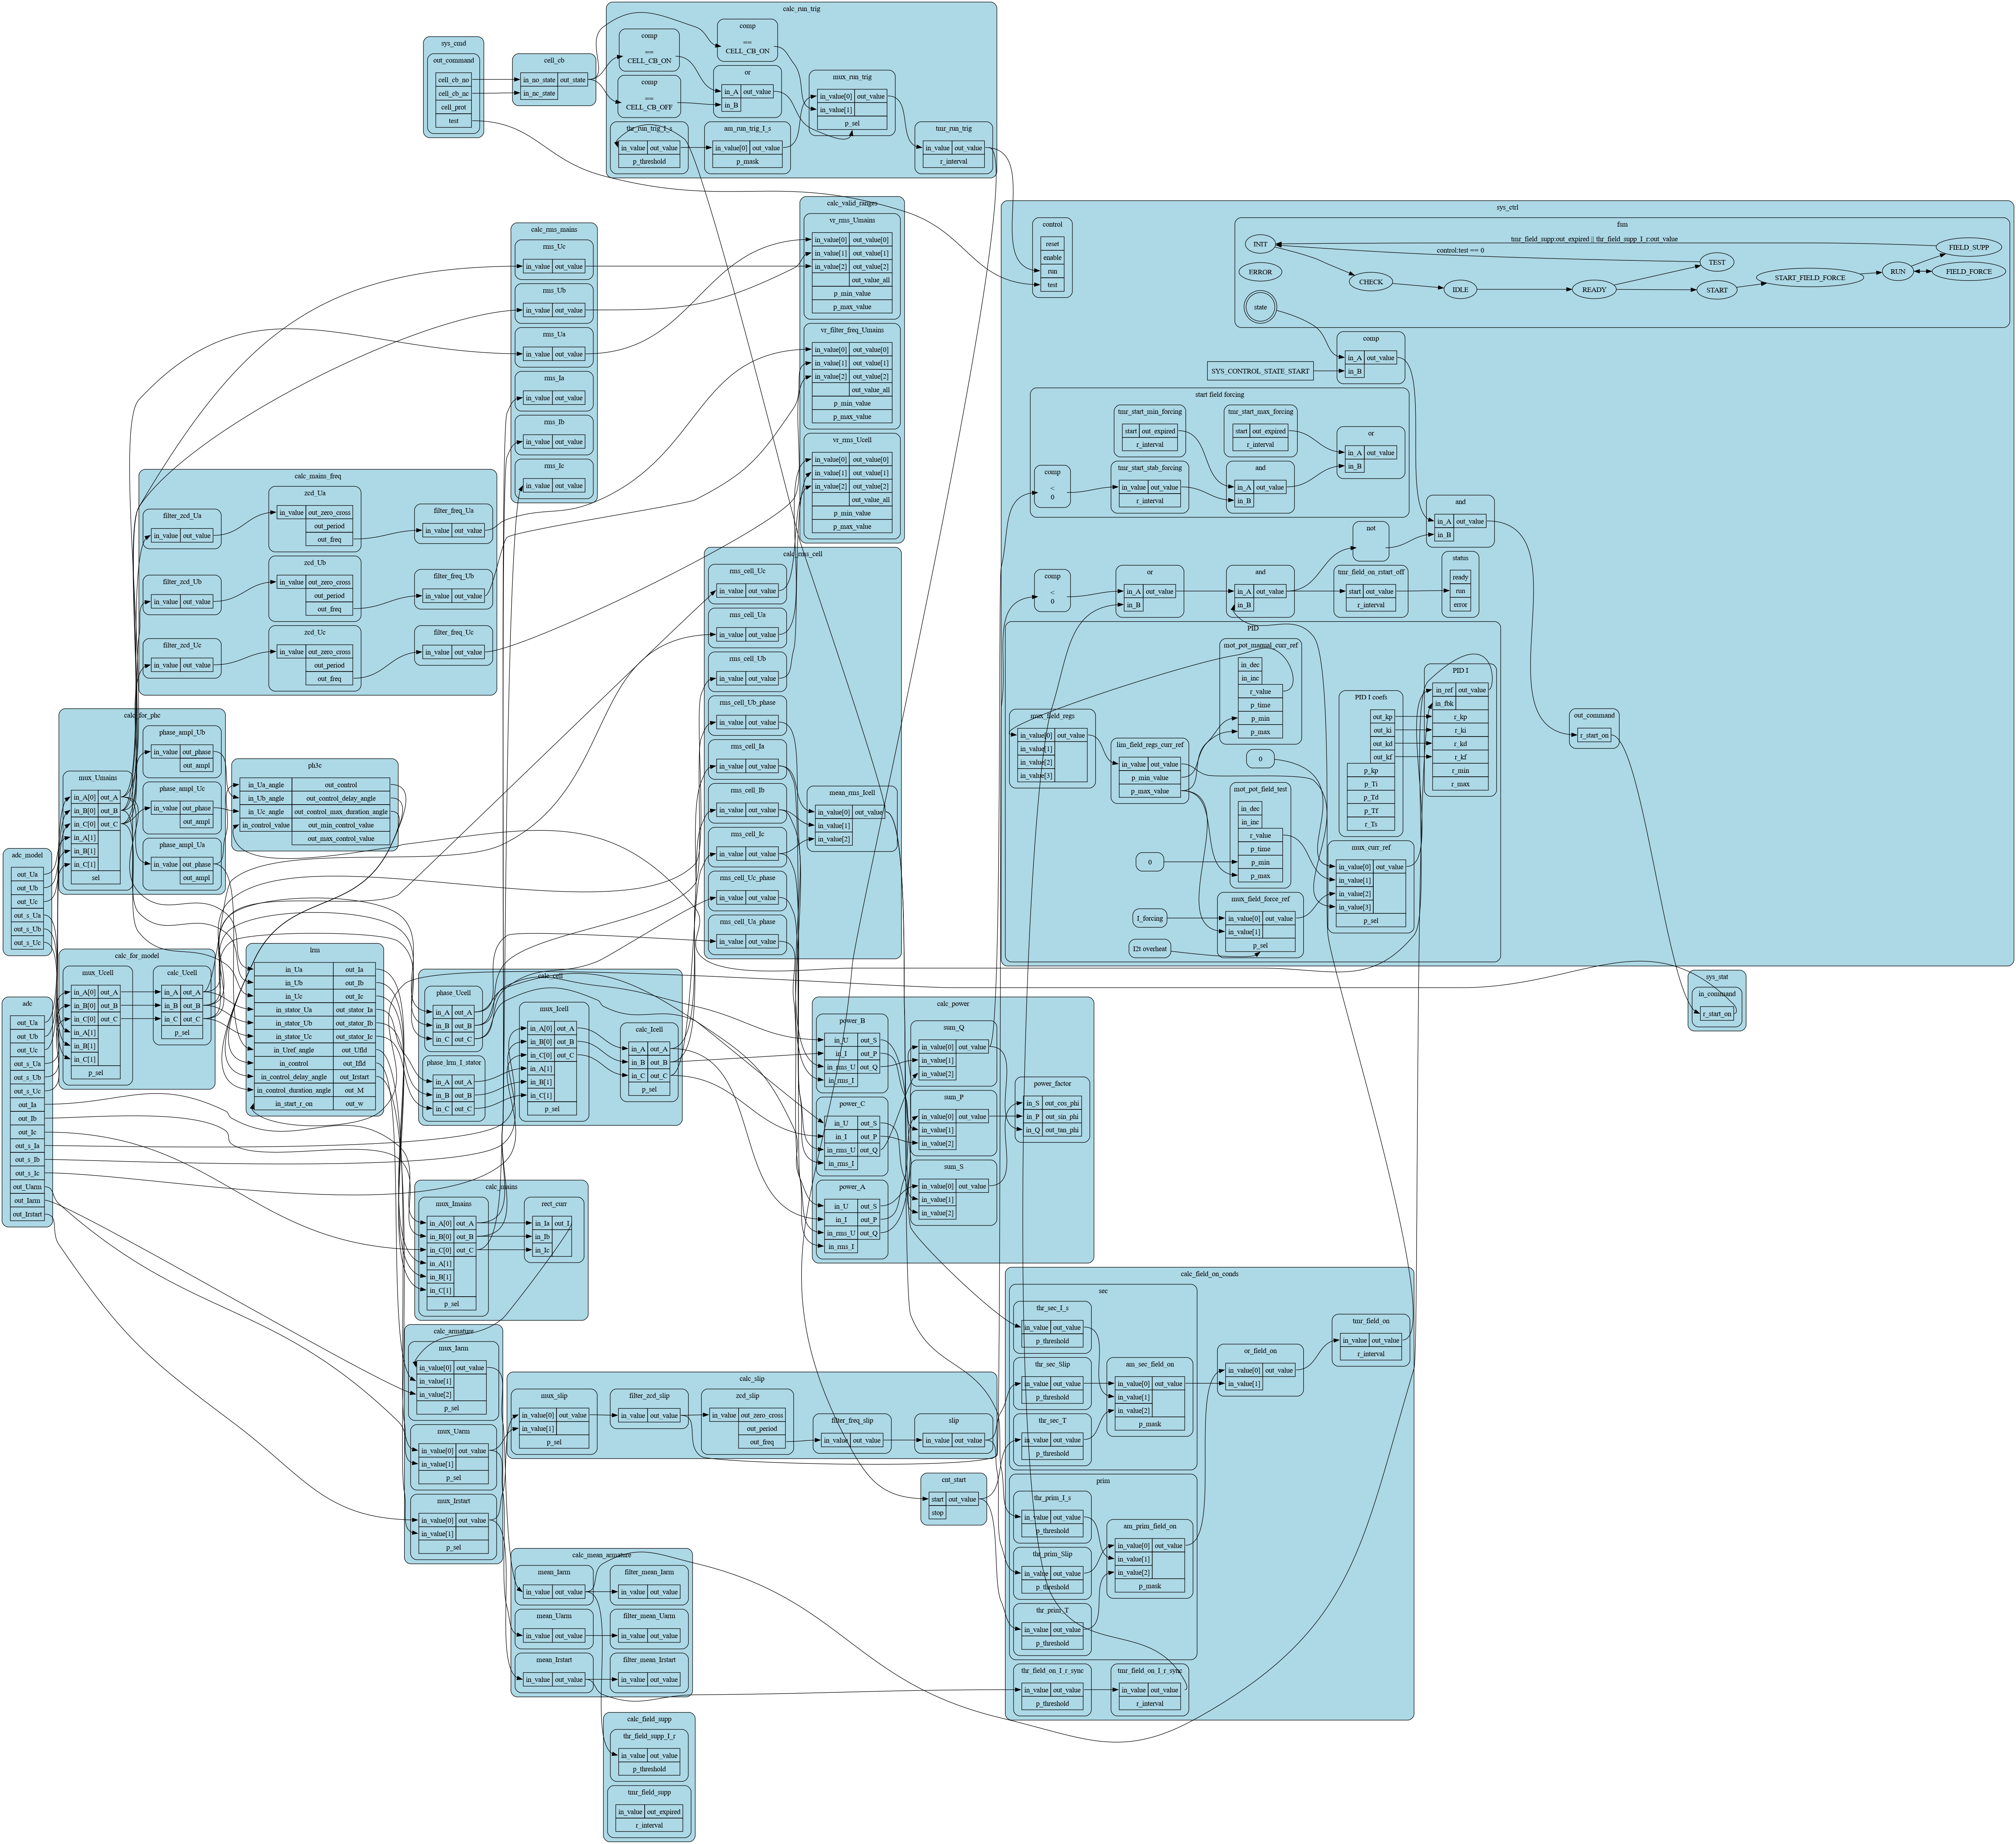 calc_run_trig
comp
==
CELL_CB_ON
comp
==
CELL_CB_ON
comp
==
CELL_CB_OFF
or
in_A out_value
in_B
mux_run_trig
in_value[0] out_value
in_value[1]
p_sel
thr_run_trig_I_s
in_value out_value
p_threshold
am_run_trig_I_s
in_value[0] out_value
p_mask
tmr_run_trig
in_value out_value
r_interval
sys_cmd
out_command
cell_cb_no
cell_cb_nc
cell_prot
test
cell_cb
in_no_state out_state
in_nc_state
calc_rms_mains
rms_Uc
in_value out_value
rms_Ub
in_value out_value
rms_Ua
in_value out_value
rms_Ia
in_value out_value
rms_Ib
in_value out_value
rms_Ic
in_value out_value
calc_valid_ranges
vr_rms_Umains
in_value[0] out_value[0]
in_value[1] out_value[1]
in_value[2] out_value[2]
out_value_all
p_min_value
p_max_value
vr_filter_freq_Umains
in_value[0] out_value[0]
in_value[1] out_value[1]
in_value[2] out_value[2]
out_value_all
p_min_value
p_max_value
vr_rms_Ucell
in_value[0] out_value[0]
in_value[1] out_value[1]
in_value[2] out_value[2]
out_value_all
p_min_value
p_max_value
sys_ctrl
control
reset
enable
run
test
fsm
INIT
tmr_field_supp:out_expired || thr_field_supp_I_r:out_value
control:test == 0
FIELD_SUPP
TEST
ERROR
CHECK
IDLE
READY
START
START_FIELD_FORCE
RUN
FIELD_FORCE
state
comp
in_A out_value
in_B
SYS_CONTROL_STATE_START
start field forcing
tmr_start_min_forcing
start out_expired
r_interval
tmr_start_max_forcing
start out_expired
r_interval
or
in_A out_value
in_B
comp
<
0
tmr_start_stab_forcing
in_value out_value
r_interval
and
in_A out_value
in_B
and
in_A out_value
in_B
not
comp
<
0
or
in_A out_value
in_B
and
in_A out_value
in_B
tmr_field_on_rstart_off
start out_value
r_interval
status
ready
run
error
PID
mot_pot_manual_curr_ref
in_dec
in_inc
r_value
p_time
p_min
p_max
PID I
in_ref out_value
in_fbk
r_kp
r_ki
r_kd
r_kf
r_min
r_max
PID I coefs
out_kp
out_ki
out_kd
out_kf
p_kp
p_Ti
p_Td
p_Tf
r_Ts
mux_field_regs
in_value[0] out_value
in_value[1]
in_value[2]
in_value[3]
lim_field_regs_curr_ref
in_value out_value
p_min_value
p_max_value
0
mot_pot_field_test
in_dec
in_inc
r_value
p_time
p_min
p_max
0
mux_curr_ref
in_value[0] out_value
in_value[1]
in_value[2]
in_value[3]
p_sel
mux_field_force_ref
in_value[0] out_value
in_value[1]
p_sel
I_forcing
I2t overheat
out_command
r_start_on
sys_stat
in_command
r_start_on
calc_mains_freq
filter_zcd_Ua
in_value out_value
zcd_Ua
in_value out_zero_cross
out_period
out_freq
filter_freq_Ua
in_value out_value
filter_zcd_Ub
in_value out_value
zcd_Ub
in_value out_zero_cross
out_period
out_freq
filter_freq_Ub
in_value out_value
filter_zcd_Uc
in_value out_value
zcd_Uc
in_value out_zero_cross
out_period
out_freq
filter_freq_Uc
in_value out_value
calc_rms_cell
rms_cell_Uc
in_value out_value
rms_cell_Ua
in_value out_value
rms_cell_Ub
in_value out_value
rms_cell_Ub_phase
in_value out_value
rms_cell_Ia
in_value out_value
rms_cell_Ib
in_value out_value
rms_cell_Ic
in_value out_value
rms_cell_Uc_phase
in_value out_value
rms_cell_Ua_phase
in_value out_value
mean_rms_Icell
in_value[0] out_value
in_value[1]
in_value[2]
calc_for_phc
phase_ampl_Ub
in_value out_phase
out_ampl
phase_ampl_Uc
in_value out_phase
out_ampl
phase_ampl_Ua
in_value out_phase
out_ampl
mux_Umains
in_A[0] out_A
in_B[0] out_B
in_C[0] out_C
in_A[1]
in_B[1]
in_C[1]
sel
ph3c
in_Ua_angle out_control
in_Ub_angle out_control_delay_angle
in_Uc_angle out_control_max_duration_angle
in_control_value out_min_control_value
out_max_control_value
adc_model
out_Ua
out_Ub
out_Uc
out_s_Ua
out_s_Ub
out_s_Uc
adc
out_Ua
out_Ub
out_Uc
out_s_Ua
out_s_Ub
out_s_Uc
out_Ia
out_Ib
out_Ic
out_s_Ia
out_s_Ib
out_s_Ic
out_Uarm
out_Iarm
out_Irstart
calc_for_model
mux_Ucell
in_A[0] out_A
in_B[0] out_B
in_C[0] out_C
in_A[1]
in_B[1]
in_C[1]
p_sel
calc_Ucell
in_A out_A
in_B out_B
in_C out_C
p_sel
lrm
in_Ua out_Ia
in_Ub out_Ib
in_Uc out_Ic
in_stator_Ua out_stator_Ia
in_stator_Ub out_stator_Ib
in_stator_Uc out_stator_Ic
in_Uref_angle out_Ufld
in_control out_Ifld
in_control_delay_angle out_Irstart
in_control_duration_angle out_M
in_start_r_on out_w
calc_cell
phase_Ucell
in_A out_A
in_B out_B
in_C out_C
phase_lrm_I_stator
in_A out_A
in_B out_B
in_C out_C
mux_Icell
in_A[0] out_A
in_B[0] out_B
in_C[0] out_C
in_A[1]
in_B[1]
in_C[1]
p_sel
calc_Icell
in_A out_A
in_B out_B
in_C out_C
p_sel
calc_power
power_B
in_U out_S
in_I out_P
in_rms_U out_Q
in_rms_I
power_C
in_U out_S
in_I out_P
in_rms_U out_Q
in_rms_I
power_A
in_U out_S
in_I out_P
in_rms_U out_Q
in_rms_I
sum_Q
in_value[0] out_value
in_value[1]
in_value[2]
sum_P
in_value[0] out_value
in_value[1]
in_value[2]
sum_S
in_value[0] out_value
in_value[1]
in_value[2]
power_factor
in_S out_cos_phi
in_P out_sin_phi
in_Q out_tan_phi
calc_mains
mux_Imains
in_A[0] out_A
in_B[0] out_B
in_C[0] out_C
in_A[1]
in_B[1]
in_C[1]
p_sel
rect_curr
in_Ia out_I
in_Ib
in_Ic
calc_armature
mux_Iarm
in_value[0] out_value
in_value[1]
in_value[2]
p_sel
mux_Uarm
in_value[0] out_value
in_value[1]
p_sel
mux_Irstart
in_value[0] out_value
in_value[1]
p_sel
calc_slip
mux_slip
in_value[0] out_value
in_value[1]
p_sel
filter_zcd_slip
in_value out_value
zcd_slip
in_value out_zero_cross
out_period
out_freq
filter_freq_slip
in_value out_value
slip
in_value out_value
cnt_start
start out_value
stop
calc_field_on_conds
sec
thr_sec_I_s
in_value out_value
p_threshold
thr_sec_Slip
in_value out_value
p_threshold
thr_sec_T
in_value out_value
p_threshold
am_sec_field_on
in_value[0] out_value
in_value[1]
in_value[2]
p_mask
or_field_on
in_value[0] out_value
in_value[1]
tmr_field_on
in_value out_value
r_interval
prim
thr_prim_I_s
in_value out_value
p_threshold
thr_prim_Slip
in_value out_value
p_threshold
thr_prim_T
in_value out_value
p_threshold
am_prim_field_on
in_value[0] out_value
in_value[1]
in_value[2]
p_mask
thr_field_on_I_r_sync
in_value out_value
p_threshold
tmr_field_on_I_r_sync
in_value out_value
r_interval
calc_mean_armature
mean_Iarm
in_value out_value
filter_mean_Iarm
in_value out_value
mean_Uarm
in_value out_value
filter_mean_Uarm
in_value out_value
mean_Irstart
in_value out_value
filter_mean_Irstart
in_value out_value
calc_field_supp
thr_field_supp_I_r
in_value out_value
p_threshold
tmr_field_supp
in_value out_expired
r_interval